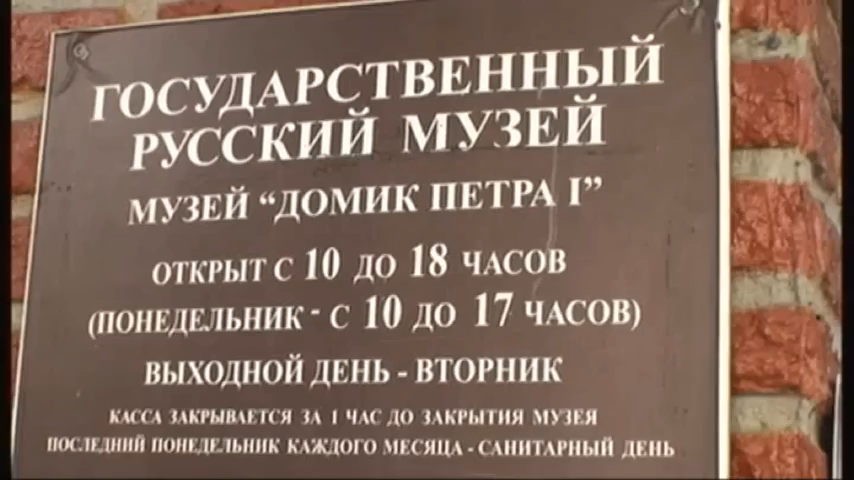 ГОСУДАРСТВЕННЫЙ
РУССКИЙ МУЗЕЙ
МУЗЕЙ “ДОМИК ПЕТРА I”
ОТКРЫТ С 10 ДО 18 ЧАСОВ
(ПОНЕДЕЛЬНИК - С 10 ДО 17 ЧАСОВ)
ВЫХОДНОЙ ДЕНЬ - ВТОРНИК
КАССА ЗАКРЫВАЕТСЯ ЗА 1 ЧАС ДО ЗАКРЫТИЯ МУЗЕЯ
ПОСЛЕДНИЙ ПОНЕДЕЛЬНИК КАЖДОГО МЕСЯЦА - САНИТАРНЫЙ ДЕНЬ